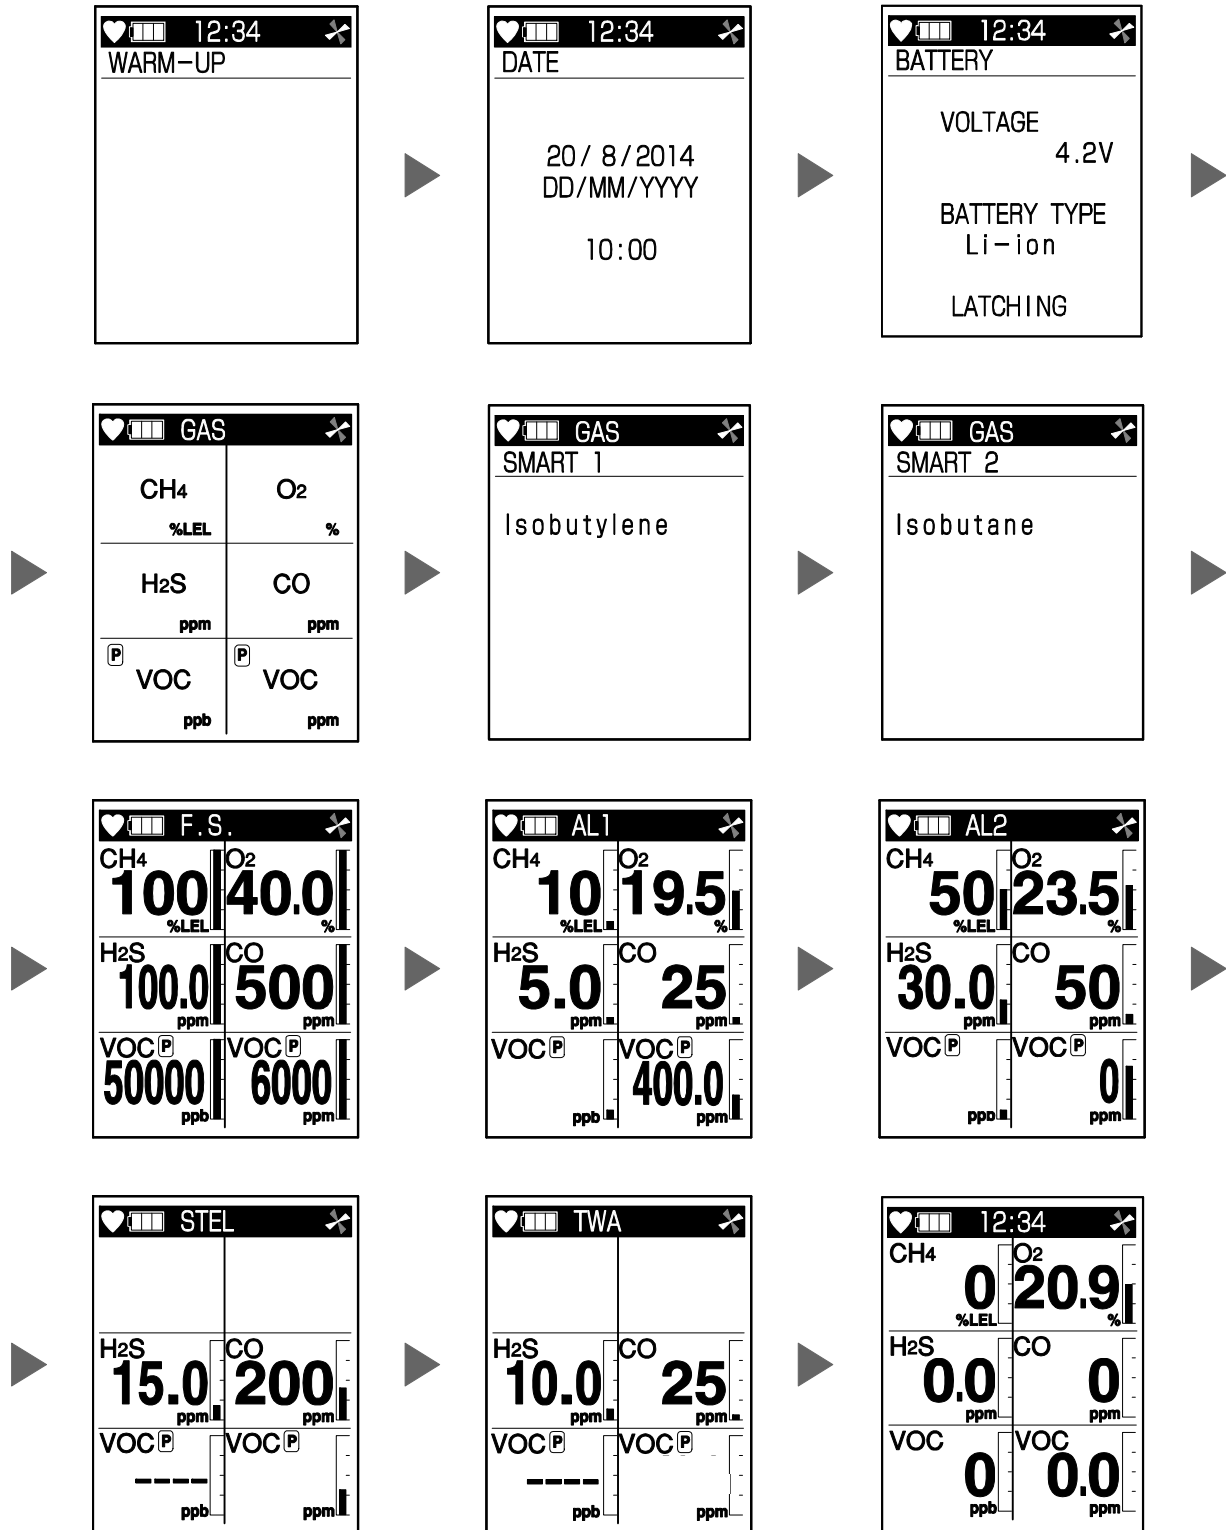 12:34
WARM-UP
12:34
DATE
20/ 8/2014
DD/MM/YYYY
10:00
12:34
BATTERY
VOLTAGE
4.2V
BATTERY TYPE
Li-ion
LATCHING
GAS
CH4 O2
%LEL %
H2S CO
ppm ppm
P P
VOC VOC
ppb ppm
GAS
SMART 1
Isobutylene
GAS
SMART 2
Isobutane
F.S.
CH4 O2
100 40.0
%LEL %
H2S CO
100.0 500
ppm ppm
VOC P VOC P
50000 6000
ppb ppm
AL1
CH4 O2
10 19.5
%LEL %
H2S CO
5.0 25
ppm ppm
VOC P VOC P
400.0
ppb ppm
AL2
CH4 O2
50 23.5
%LEL %
H2S CO
30.0 50
ppm ppm
VOC P VOC P
0
ppb ppm
STEL
H2S CO
15.0 200
ppm ppm
VOC P VOC P
----
ppb ppm
TWA
H2S CO
10.0 25
ppm ppm
VOC P VOC P
----
ppb ppm
12:34
CH4 O2
0 20.9
%LEL %
H2S CO
0.0 0
ppm ppm
VOC VOC
0 0.0
ppb ppm